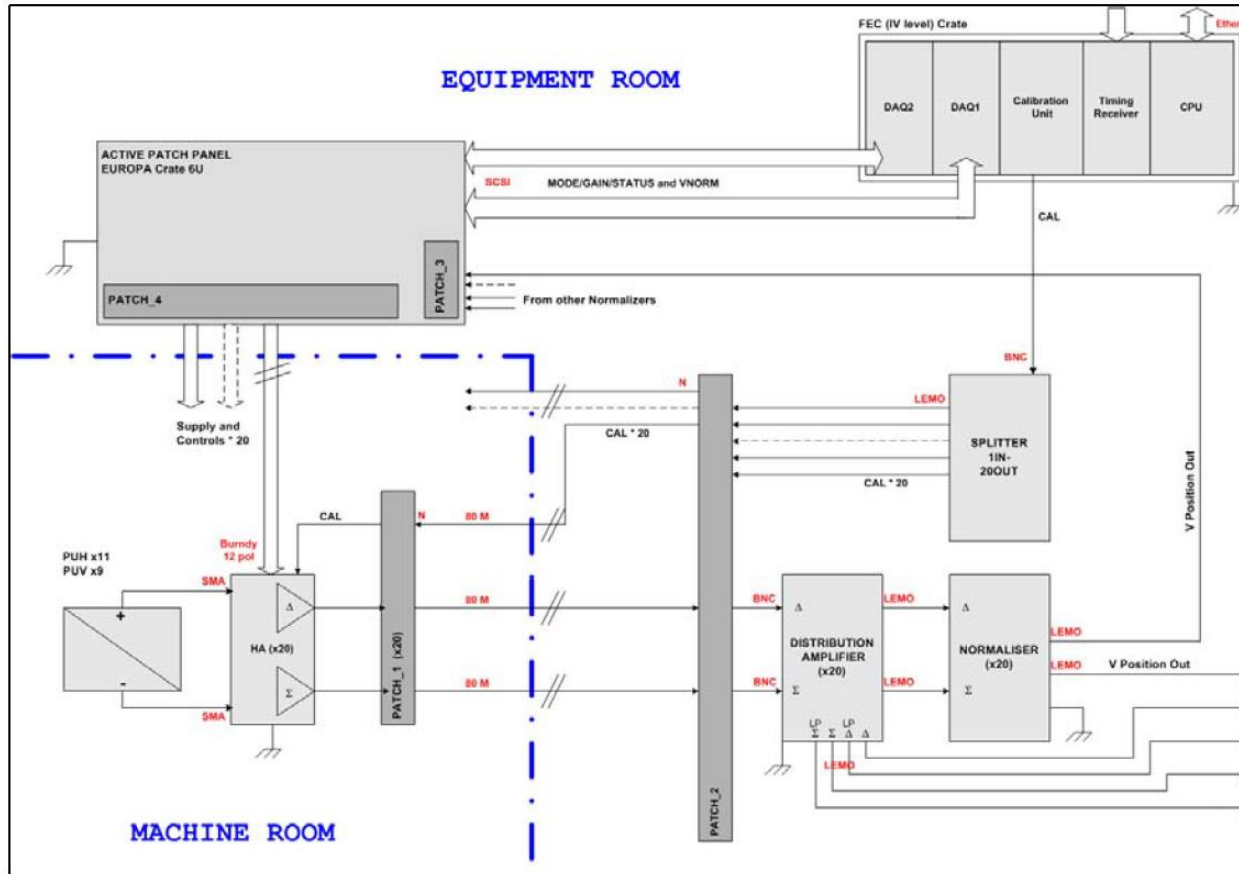 FEC (IV level) Crate
Ether
EQUIPMENT ROOM
DAQ2
DAQ1
Calibration
Unit
Timing
Receiver
CPU
ACTIVE PATCH PANEL
EUROPA Crate 6U
SCSI
MODE/GAIN/STATUS and VNORM
CAL
PATCH_3
PATCH_4
From other Normalizers
BNC
N
LEMO
Supply and
Controls * 20
CAL * 20
SPLITTER
1IN-
20OUT
CAL * 20
V Position Out
CAL
N
80 M
Burndy
12 pol
PUH x11
PUV x9
SMA
+
-
SMA
HA (x20)
Δ
Σ
PATCH_1 (x20)
80 M
80 M
PATCH_2
BNC
BNC
Δ
DISTRIBUTION
AMPLIFIER
(x20)
Σ
LP LP
Σ Σ Δ Δ
LEMO
LEMO
LEMO
Δ
NORMALISER
(x20)
Σ
LEMO
LEMO
V Position Out
MACHINE ROOM